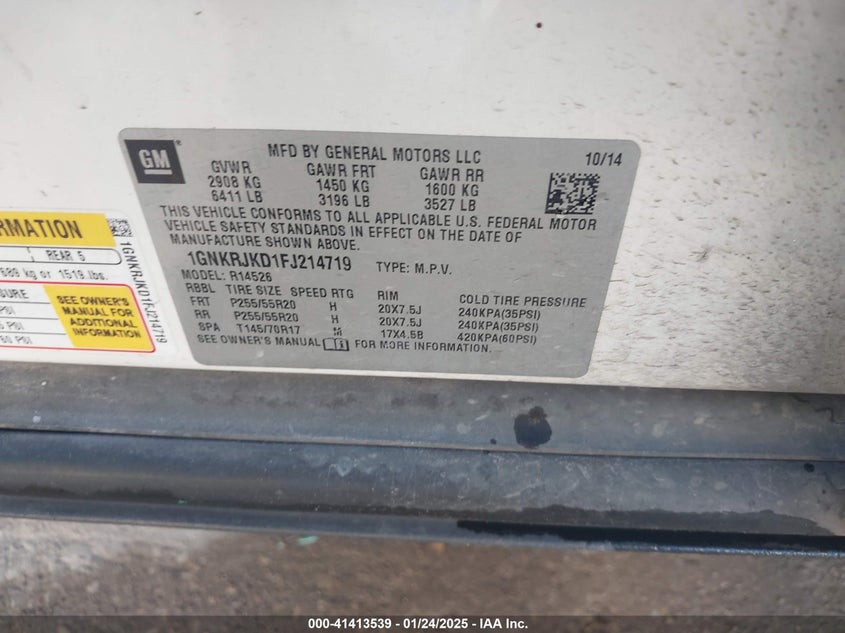 GM
MFD BY GENERAL MOTORS LLC 10/14
GVWR GAWR FRT GAWR RR
2908 KG 1450 KG 1600 KG
6411 LB 3196 LB 3527 LB
THIS VEHICLE CONFORMS TO ALL APPLICABLE U.S. FEDERAL MOTOR
VEHICLE SAFETY STANDARDS IN EFFECT ON THE DATE OF
MANUFACTURE SHOWN ABOVE.
1GNKRJKD1FJ214719 TYPE: M.P.V.
MODEL: R14526
RBBL TIRE SIZE SPEED RTG RIM COLD TIRE PRESSURE
FRT P255/55R20 H 20X7.5J 240KPA(35PSI)
RR P255/55R20 H 20X7.5J 240KPA(35PSI)
SPA T145/70R17 M 17X4.5B 420KPA(60PSI)
SEE OWNER'S MANUAL FOR MORE INFORMATION.
REAR 5
kg or 1519 lbs.
SEE OWNER'S
MANUAL FOR
ADDITIONAL
INFORMATION
1GNKRJKD1FJ214719
000-41413539 - 01/24/2025 - IAA Inc.